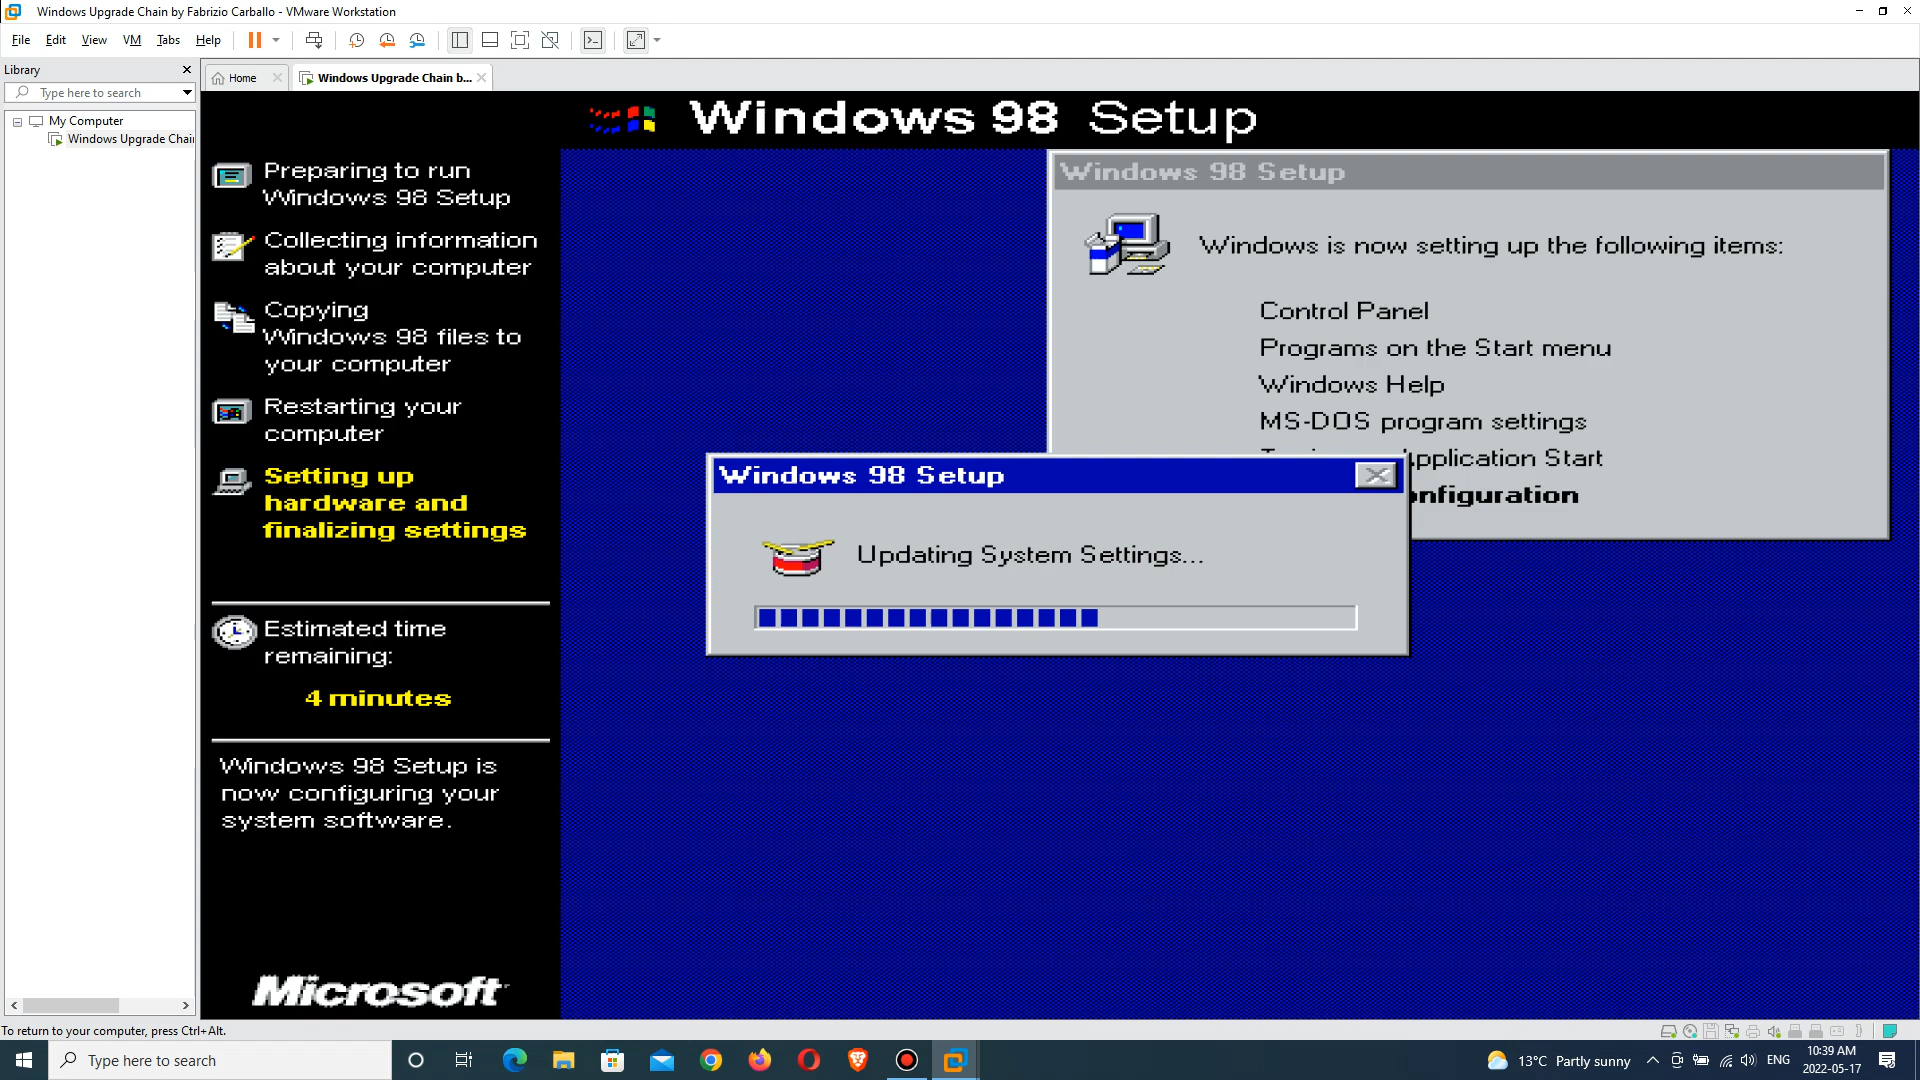 Windows Upgrade Chain by Fabrizio Carballo - VMware Workstation
File Edit View VM Tabs Help
Library
Type here to search
My Computer
Windows Upgrade Chai
Home
Windows Upgrade Chain b...
Windows 98 Setup
Preparing to run
Windows 98 Setup
Collecting information
about your computer
Copying
Windows 98 files to
your computer
Restarting your
computer
Setting up
hardware and
finalizing settings
Estimated time
remaining:
4 minutes
Windows 98 Setup is
now configuring your
system software.
Microsoft
Windows 98 Setup
Windows is now setting up the following items:
Control Panel
Programs on the Start menu
Windows Help
MS-DOS program settings
Application Start
onfiguration
Windows 98 Setup
Updating System Settings...
To return to your computer, press Ctrl+Alt.
Type here to search
13°C Partly sunny
ENG
10:39 AM
2022-05-17